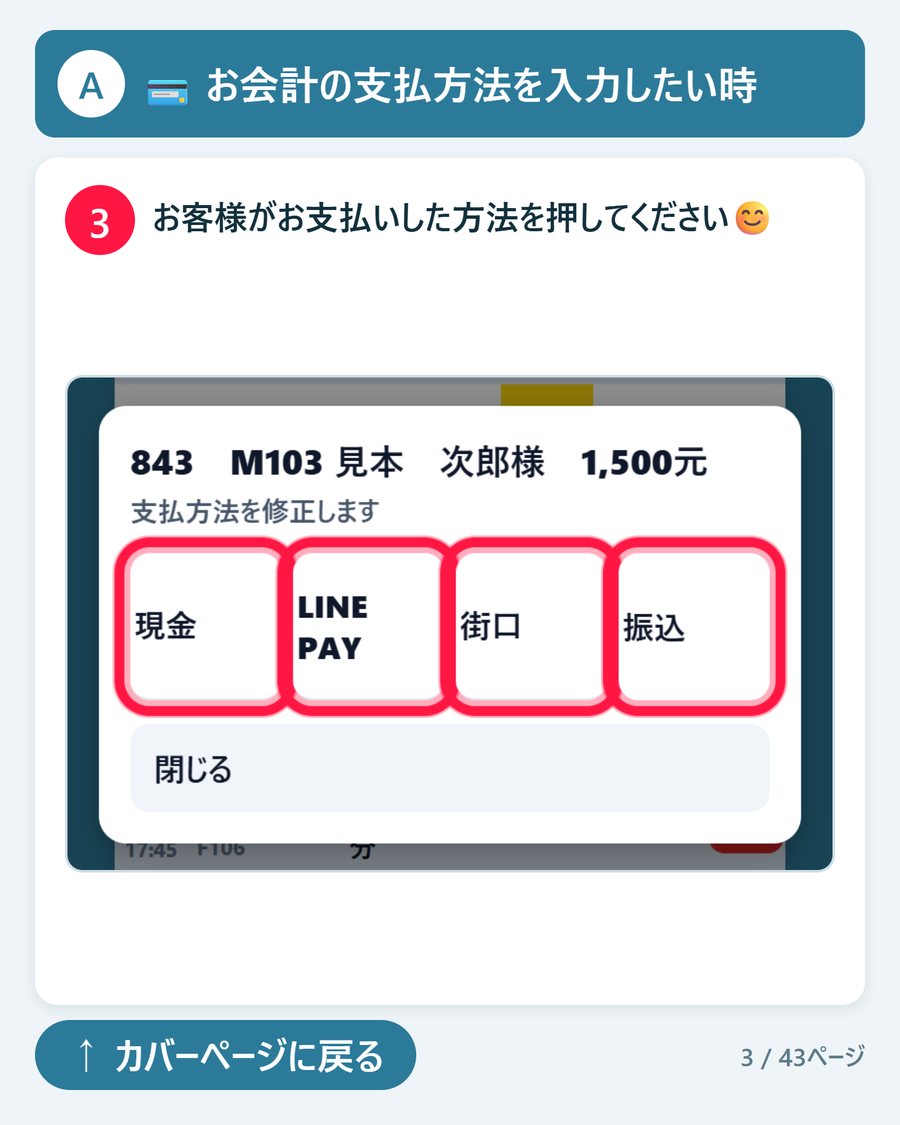 A 💳 お会計の支払方法を入力したい時
3 お客様がお支払いした方法を押してください😊
843 M103 見本 次郎様 1,500元
支払方法を修正します
現金
LINE
PAY
街口
振込
閉じる
17:45 F106 分
↑ カバーページに戻る
3 / 43ページ